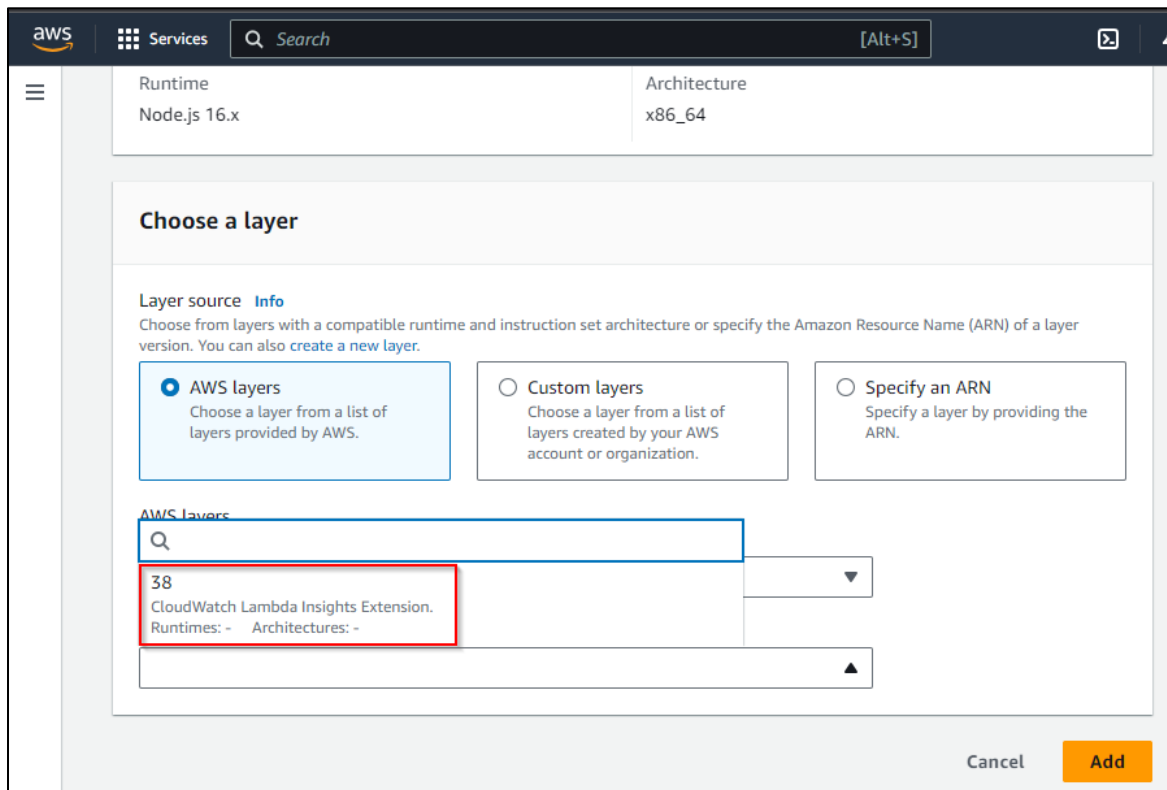 aws
Services
Search
[Alt+S]
Runtime
Architecture
Node.js 16.x
x86_64
Choose a layer
Layer source Info
Choose from layers with a compatible runtime and instruction set architecture or specify the Amazon Resource Name (ARN) of a layer
version. You can also create a new layer.
AWS layers
Choose a layer from a list of
layers provided by AWS.
Custom layers
Choose a layer from a list of
layers created by your AWS
account or organization.
Specify an ARN
Specify a layer by providing the
ARN.
AWS layers
38
CloudWatch Lambda Insights Extension.
Runtimes: - Architectures: -
Cancel
Add